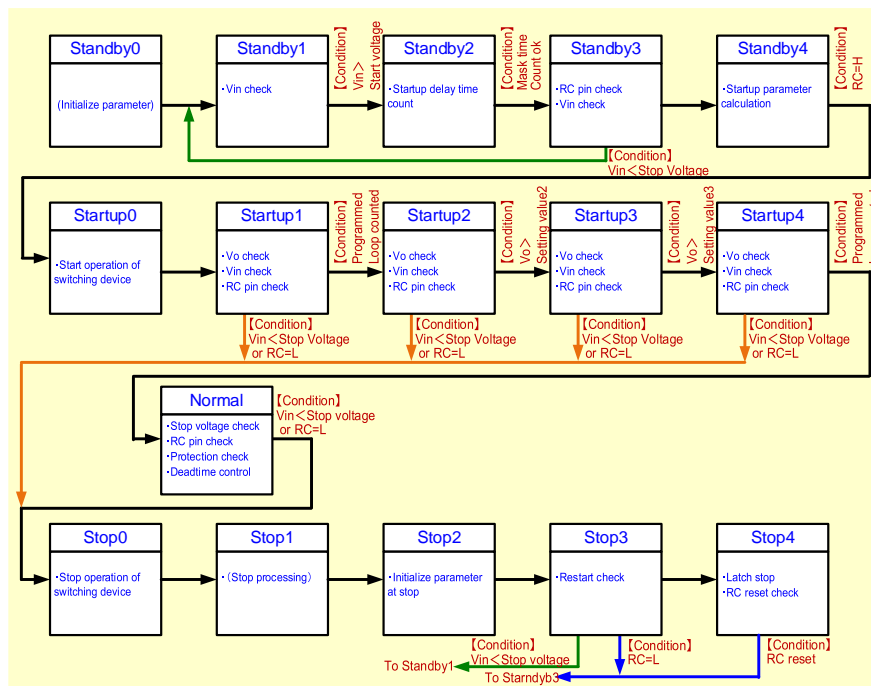 Standby0
(Initialize parameter)
Standby1
・Vin check
【Condition】
Vin＞
Start voltage
Standby2
・Startup delay time
count
【Condition】
Mask time
Count ok
Standby3
・RC pin check
・Vin check
【Condition】
Vin＜Stop Voltage
Standby4
・Startup parameter
calculation
【Condition】
RC=H
Startup0
・Start operation of
switching device
Startup1
・Vo check
・Vin check
・RC pin check
【Condition】
Programmed
Loop counted
Startup2
・Vo check
・Vin check
・RC pin check
【Condition】
Vo＞
Setting value2
Startup3
・Vo check
・Vin check
・RC pin check
【Condition】
Vo＞
Setting value3
Startup4
・Vo check
・Vin check
・RC pin check
【Condition】
Programmed
【Condition】
Vin＜Stop Voltage
or RC=L
【Condition】
Vin＜Stop Voltage
or RC=L
【Condition】
Vin＜Stop Voltage
or RC=L
【Condition】
Vin＜Stop Voltage
or RC=L
Normal
・Stop voltage check
・RC pin check
・Protection check
・Deadtime control
【Condition】
Vin＜Stop voltage
or RC=L
Stop0
・Stop operation of
switching device
Stop1
・（Stop processing）
Stop2
・Initialize parameter
at stop
Stop3
・Restart check
Stop4
・Latch stop
・RC reset check
【Condition】
Vin＜Stop voltage
To Standby1
【Condition】
RC=L
【Condition】
RC reset
To Starndyb3